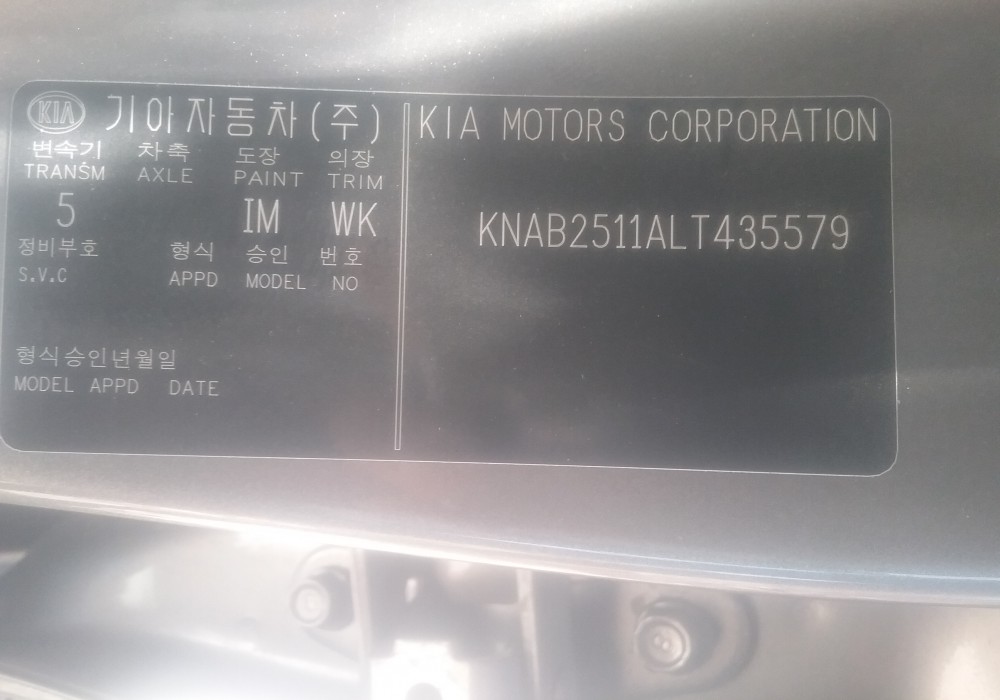 KIA 기아자동차(주)
변속기 차축 도장 의장
TRANSM AXLE PAINT TRIM
5 IM WK
정비부호 형식 승인 번호
S.V.C APPD MODEL NO
형식승인년월일
MODEL APPD DATE
KIA MOTORS CORPORATION
KNAB2511ALT435579